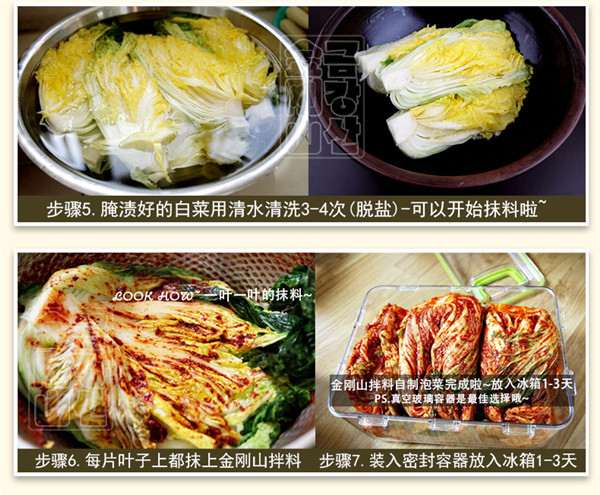 步骤5.腌渍好的白菜用清水清洗3-4次(脱盐)-可以开始抹料啦~
LOOK HOW~一叶一叶的抹料~
金刚山拌料自制泡菜完成啦~放入冰箱1-3天
PS.真空玻璃容器是最佳选择哦~
步骤6.每片叶子上都抹上金刚山拌料
步骤7.装入密封容器放入冰箱1-3天